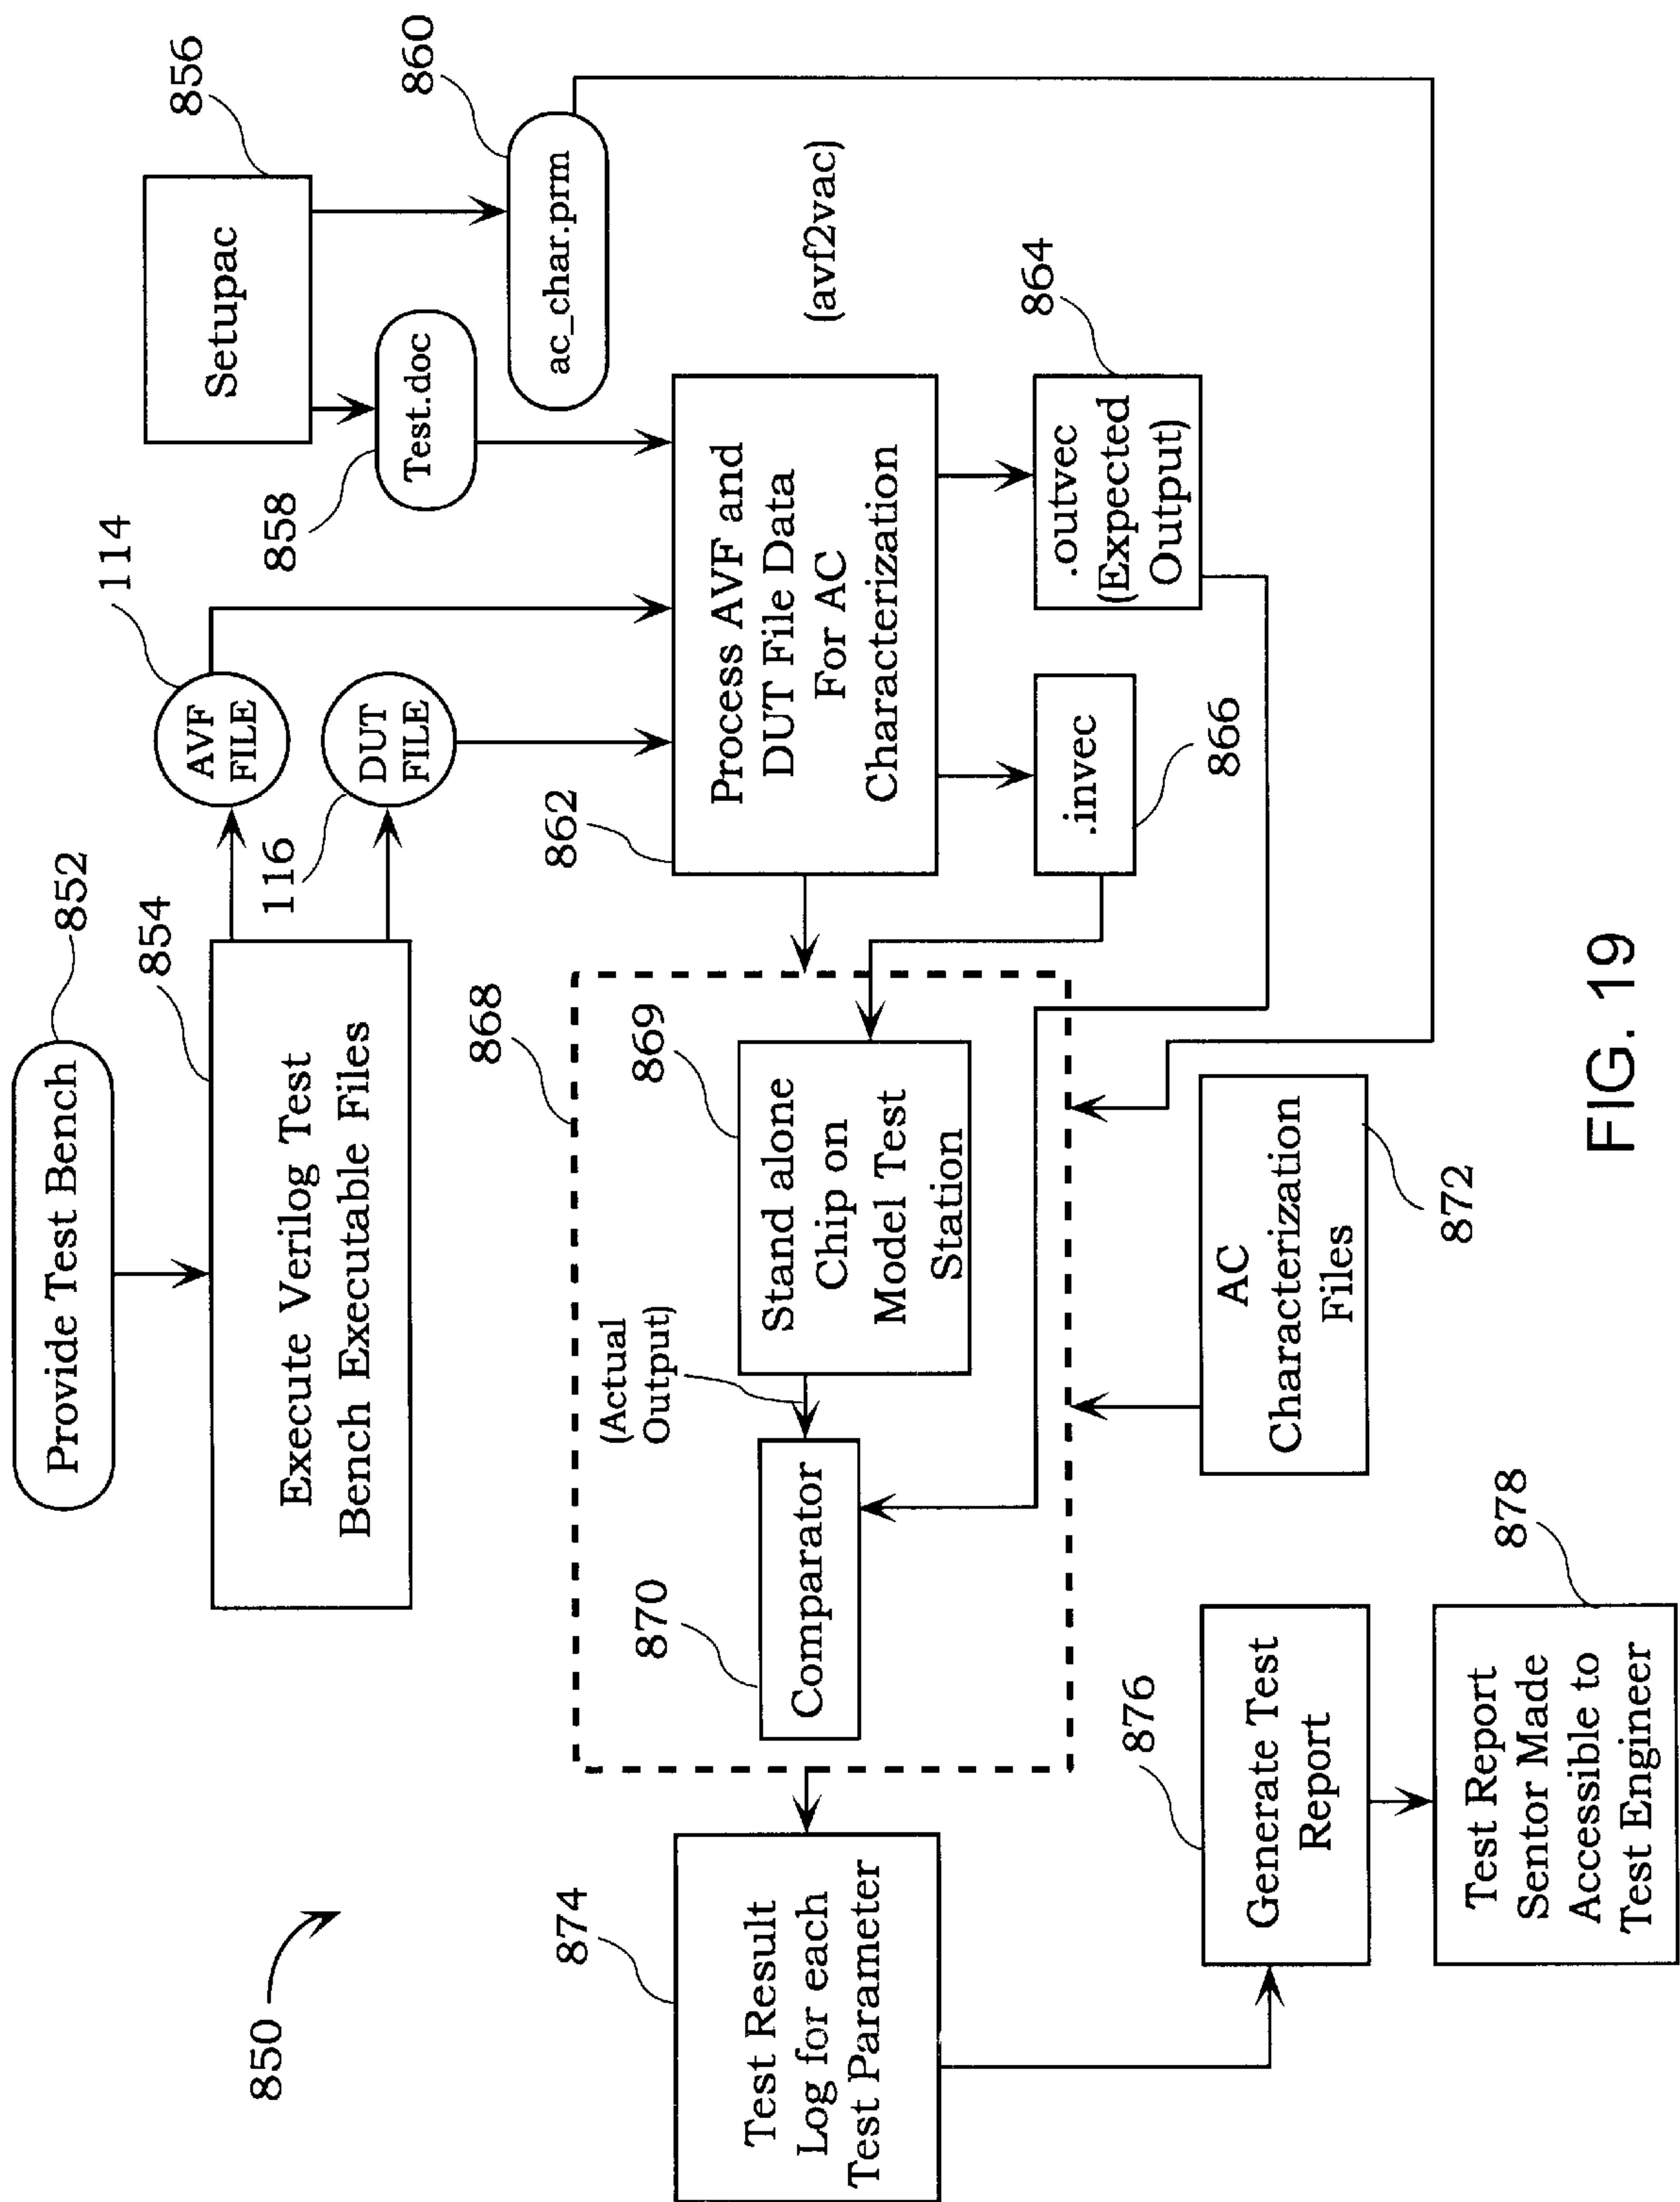 850
Provide Test Bench
852
Execute Verilog Test
Bench Executable Files
854
AVF
FILE
114
DUT
FILE
116
Setupac
856
Test.doc
858
ac_char.prm
860
Process AVF and
DUT File Data
For AC
Characterization
862
(avf2vac)
.outvec
(Expected
Output)
864
.invec
866
868
Stand alone
Chip on
Model Test
Station
869
(Actual
Output)
Comparator
870
AC
Characterization
Files
872
Test Result
Log for each
Test Parameter
874
Generate Test
Report
876
Test Report
Sentor Made
Accessible to
Test Engineer
878
FIG. 19